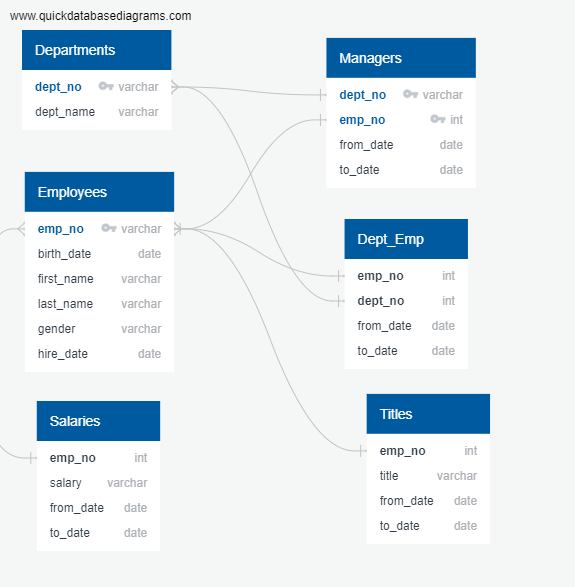 www.quickdatabasediagrams.com
Departments
dept_no varchar
dept_name varchar
Managers
dept_no varchar
emp_no int
from_date date
to_date date
Employees
emp_no varchar
birth_date date
first_name varchar
last_name varchar
gender varchar
hire_date date
Dept_Emp
emp_no int
dept_no int
from_date date
to_date date
Salaries
emp_no int
salary varchar
from_date date
to_date date
Titles
emp_no int
title varchar
from_date date
to_date date